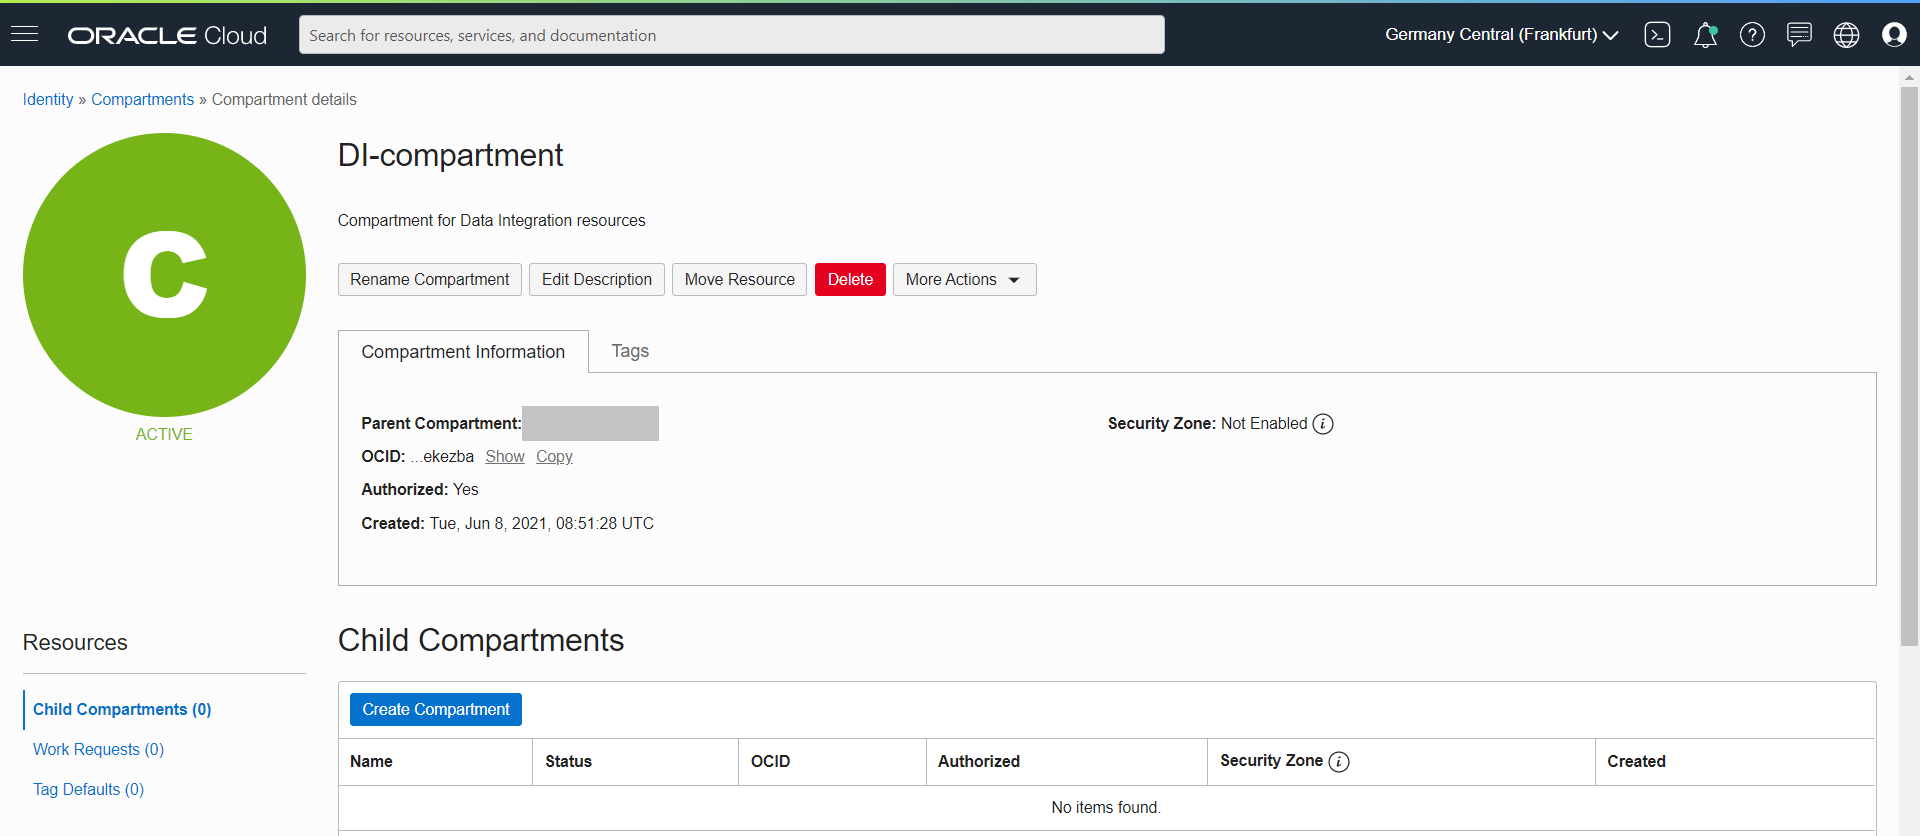 ORACLE Cloud
Search for resources, services, and documentation
Germany Central (Frankfurt)
Identity » Compartments » Compartment details
C
ACTIVE
DI-compartment
Compartment for Data Integration resources
Rename Compartment Edit Description Move Resource Delete More Actions
Compartment Information Tags
Parent Compartment:
Security Zone: Not Enabled
OCID: ...ekezba Show Copy
Authorized: Yes
Created: Tue, Jun 8, 2021, 08:51:28 UTC
Resources
Child Compartments (0)
Work Requests (0)
Tag Defaults (0)
Child Compartments
Create Compartment
Name Status OCID Authorized Security Zone Created
No items found.